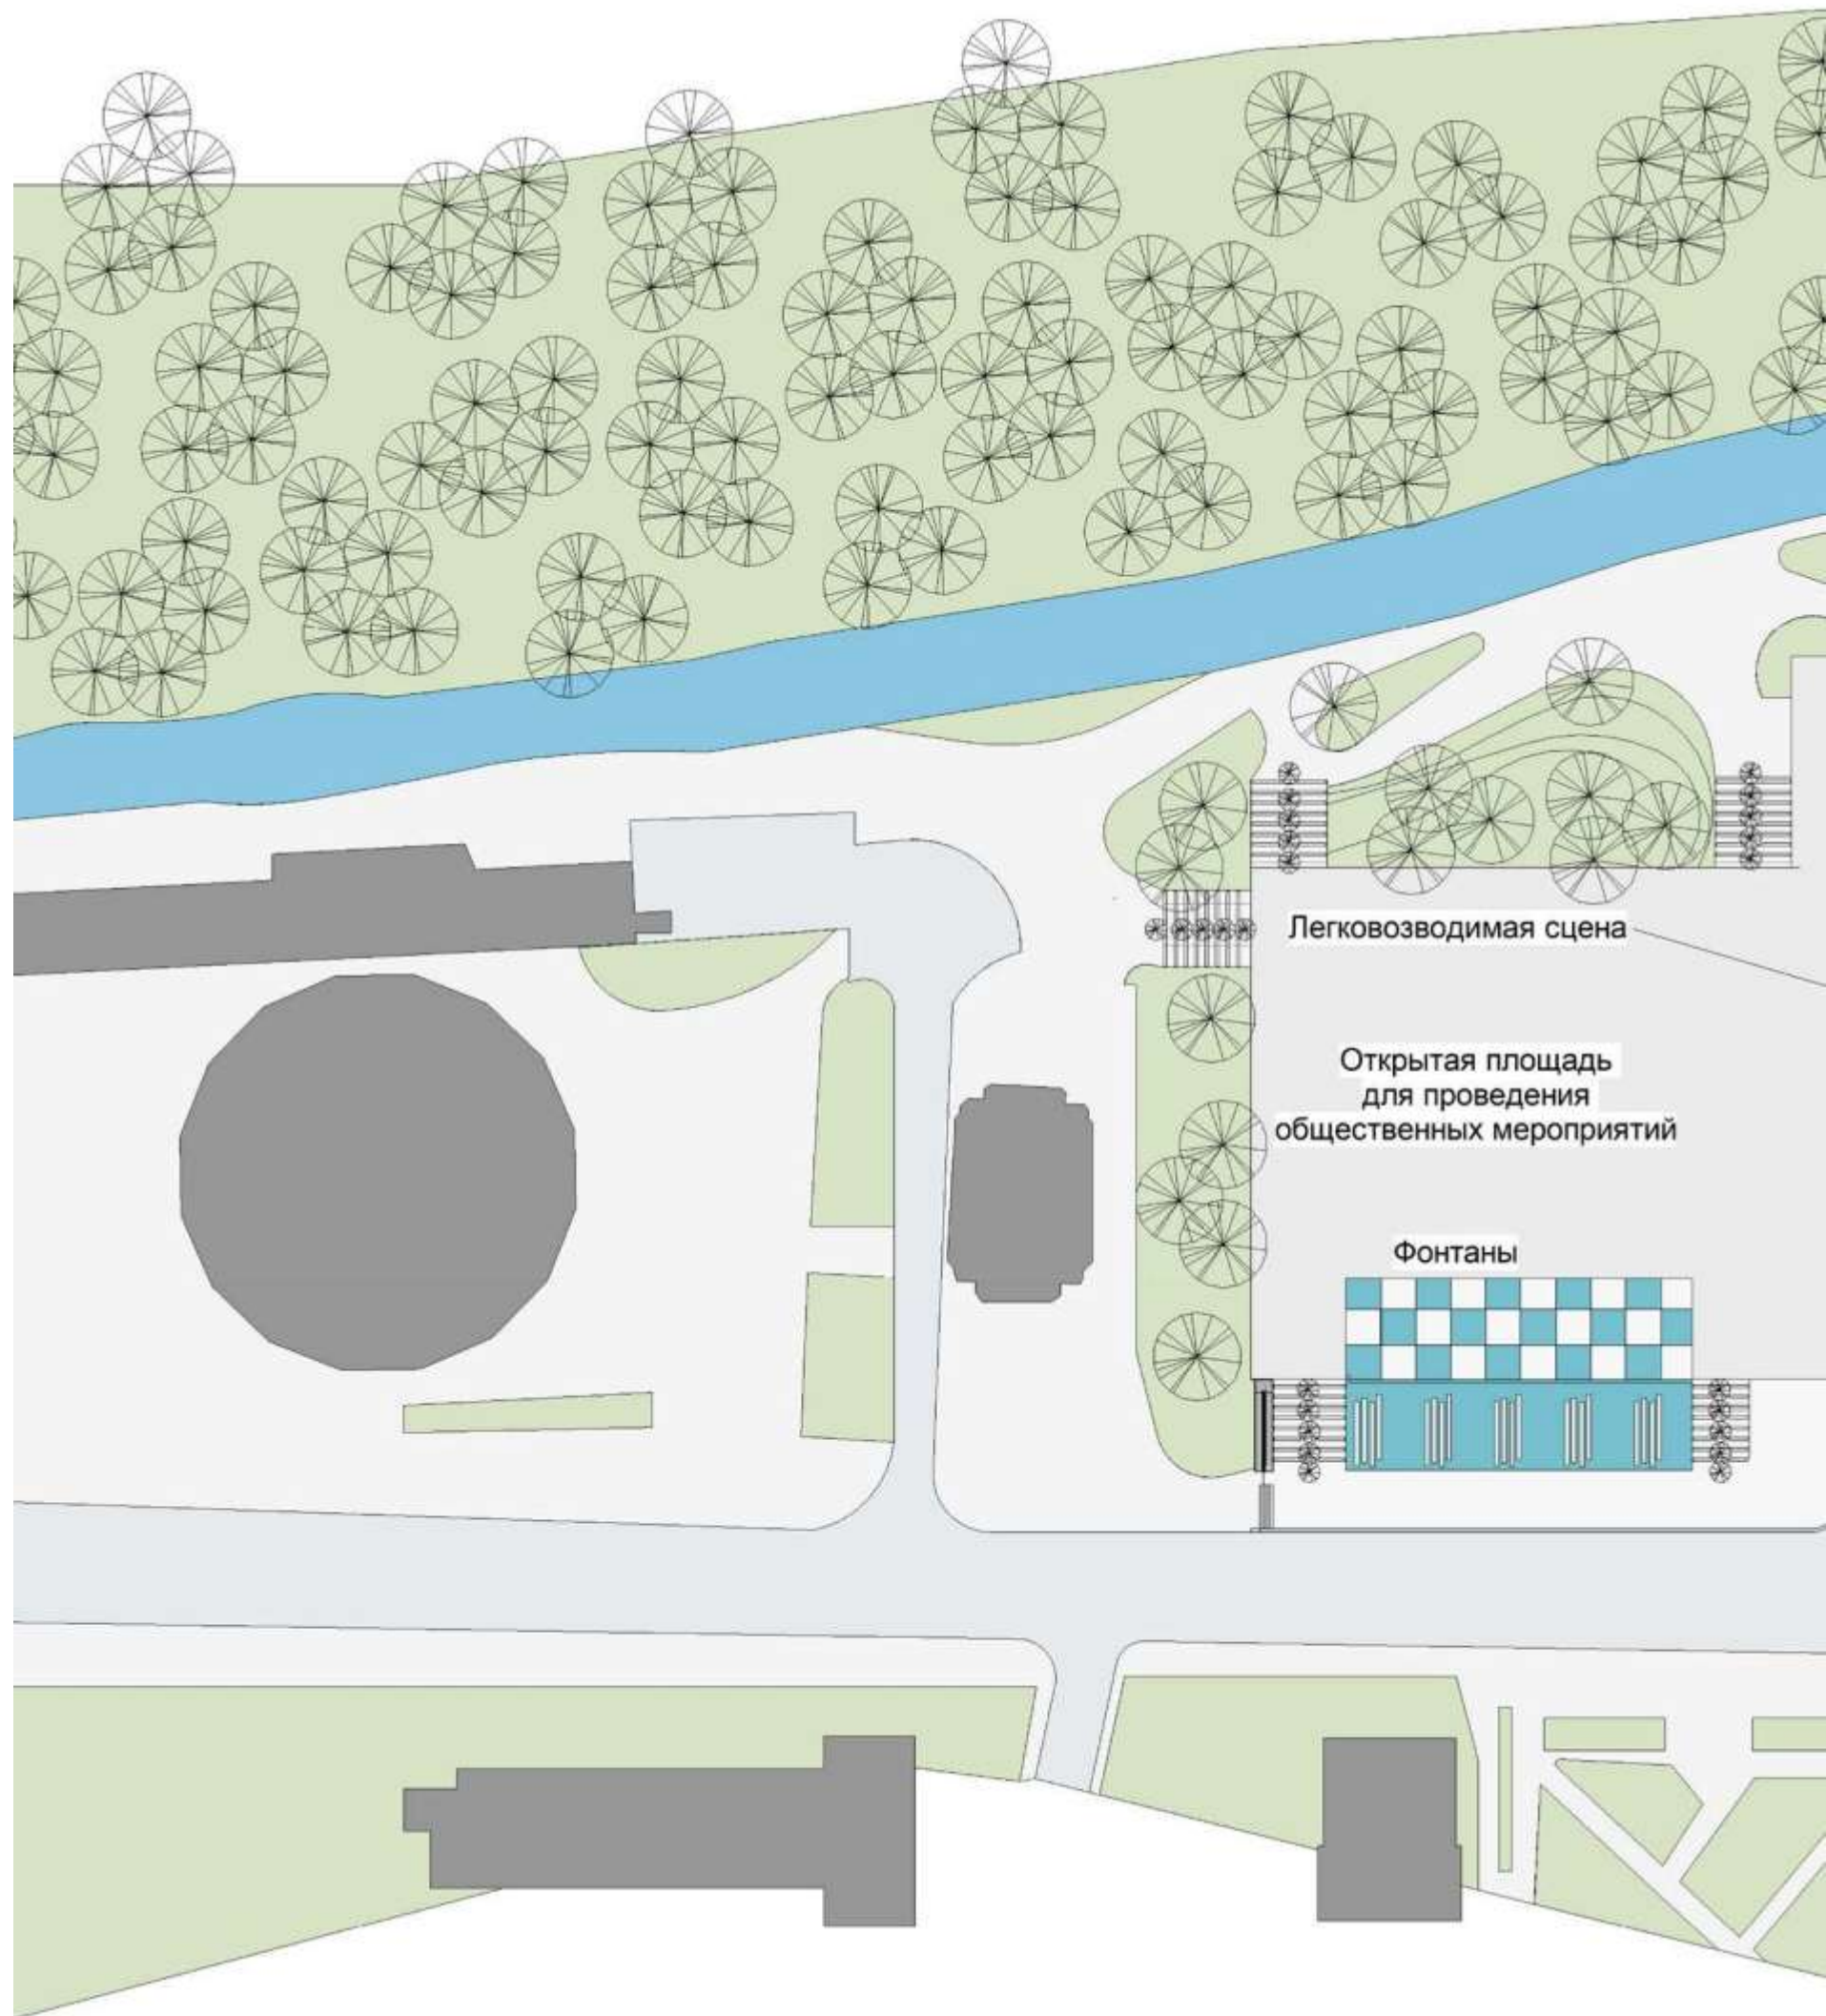 Легковозводимая сцена
Открытая площадь
для проведения
общественных мероприятий
Фонтаны